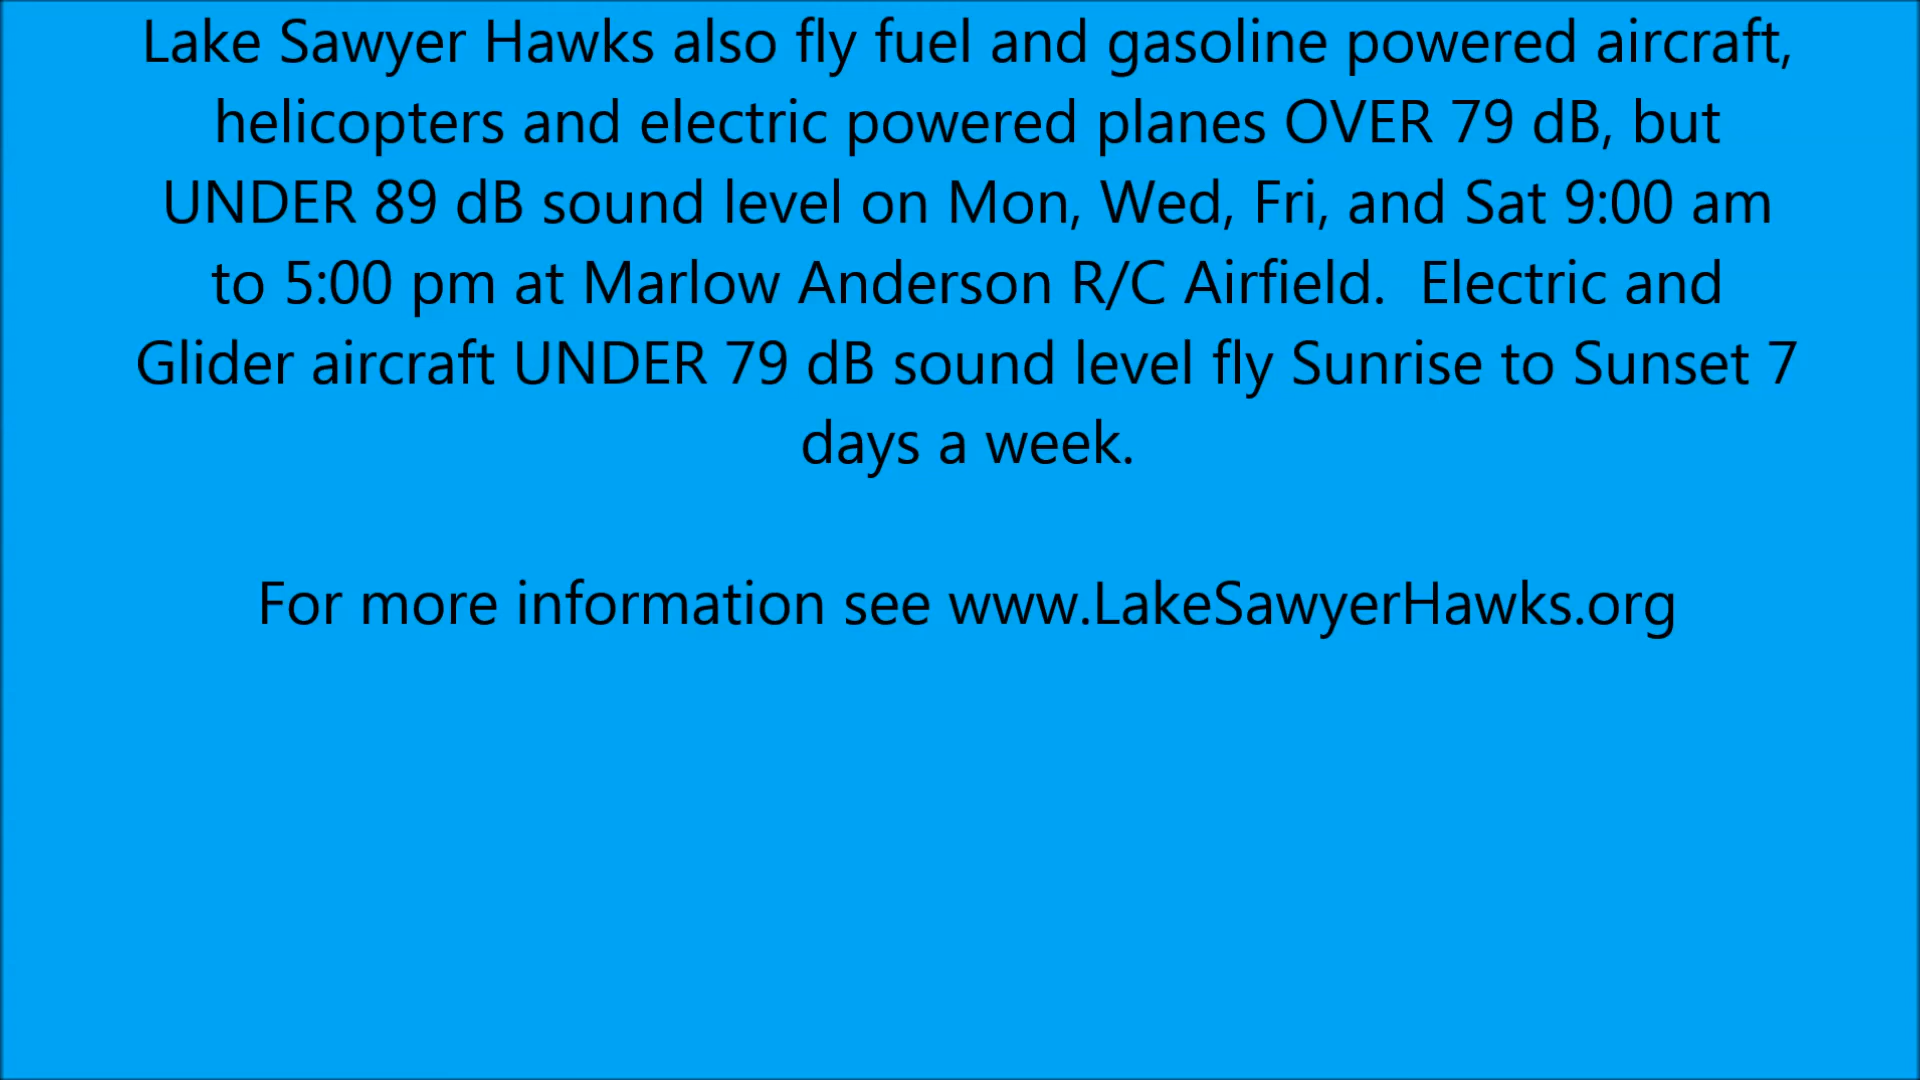 Lake Sawyer Hawks also fly fuel and gasoline powered aircraft,
helicopters and electric powered planes OVER 79 dB, but
UNDER 89 dB sound level on Mon, Wed, Fri, and Sat 9:00 am
to 5:00 pm at Marlow Anderson R/C Airfield.  Electric and
Glider aircraft UNDER 79 dB sound level fly Sunrise to Sunset 7
days a week.
For more information see www.LakeSawyerHawks.org